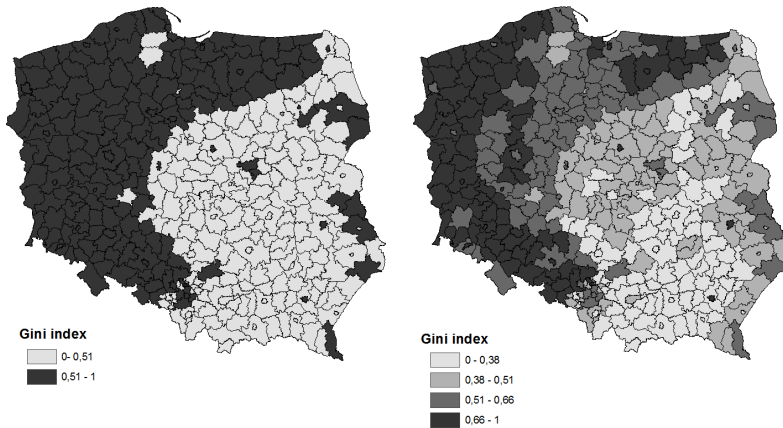 Gini index
0- 0,51
0,51 - 1
Gini index
0 - 0,38
0,38 - 0,51
0,51 - 0,66
0,66 - 1